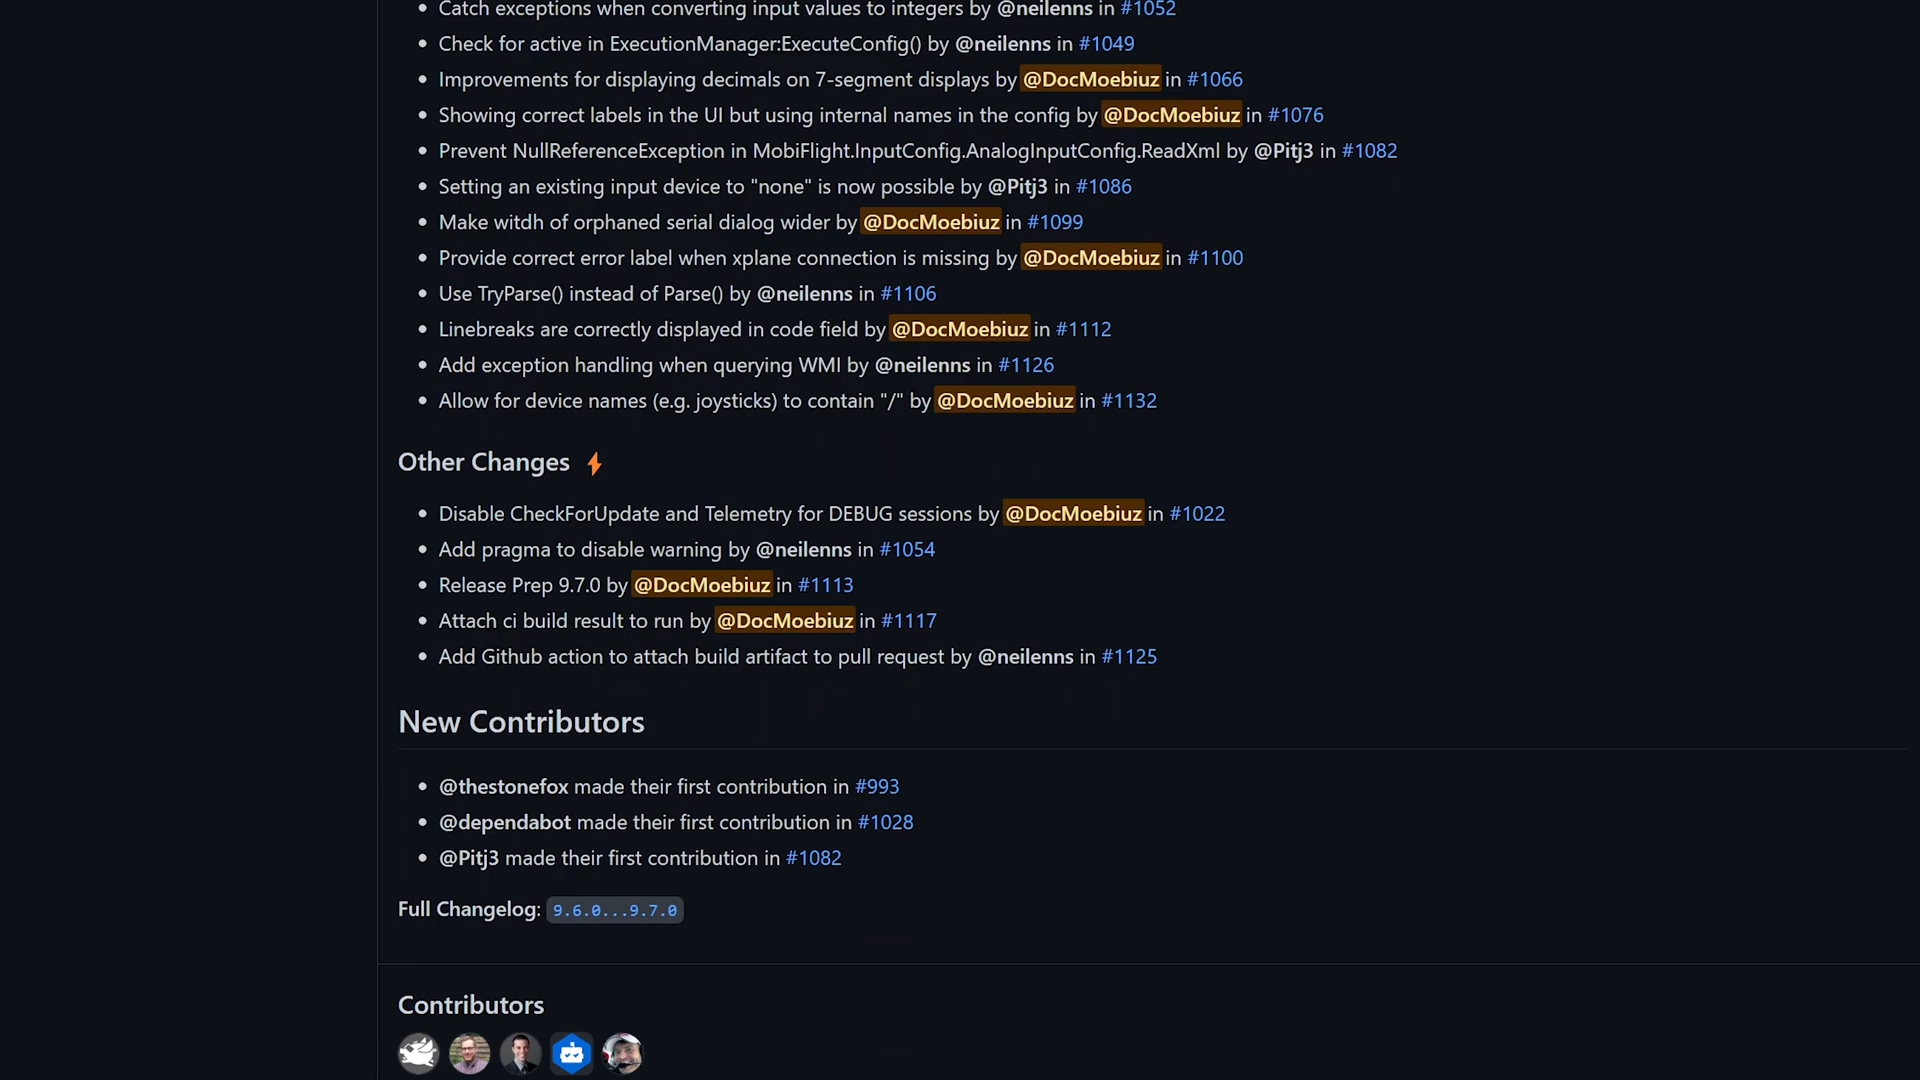 Catch exceptions when converting input values to integers by @neilenns in #1052
Check for active in ExecutionManager:ExecuteConfig() by @neilenns in #1049
Improvements for displaying decimals on 7-segment displays by @DocMoebiuz in #1066
Showing correct labels in the UI but using internal names in the config by @DocMoebiuz in #1076
Prevent NullReferenceException in MobiFlight.InputConfig.AnalogInputConfig.ReadXml by @Pitj3 in #1082
Setting an existing input device to "none" is now possible by @Pitj3 in #1086
Make witdh of orphaned serial dialog wider by @DocMoebiuz in #1099
Provide correct error label when xplane connection is missing by @DocMoebiuz in #1100
Use TryParse() instead of Parse() by @neilenns in #1106
Linebreaks are correctly displayed in code field by @DocMoebiuz in #1112
Add exception handling when querying WMI by @neilenns in #1126
Allow for device names (e.g. joysticks) to contain "/" by @DocMoebiuz in #1132
Other Changes
Disable CheckForUpdate and Telemetry for DEBUG sessions by @DocMoebiuz in #1022
Add pragma to disable warning by @neilenns in #1054
Release Prep 9.7.0 by @DocMoebiuz in #1113
Attach ci build result to run by @DocMoebiuz in #1117
Add Github action to attach build artifact to pull request by @neilenns in #1125
New Contributors
@thestonefox made their first contribution in #993
@dependabot made their first contribution in #1028
@Pitj3 made their first contribution in #1082
Full Changelog: 9.6.0...9.7.0
Contributors